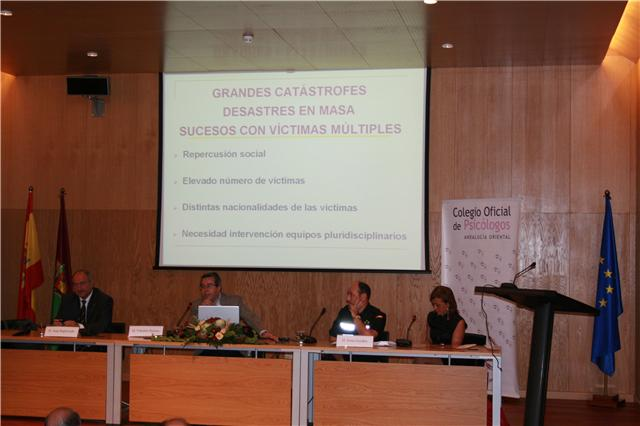 GRANDES CATÁSTROFES
DESASTRES EN MASA
SUCESOS CON VÍCTIMAS MÚLTIPLES
Repercusión social
Elevado número de víctimas
Distintas nacionalidades de las víctimas
Necesidad intervención equipos pluridisciplinarios
Colegio Oficial
de Psicólogos
ANDALUCÍA ORIENTAL